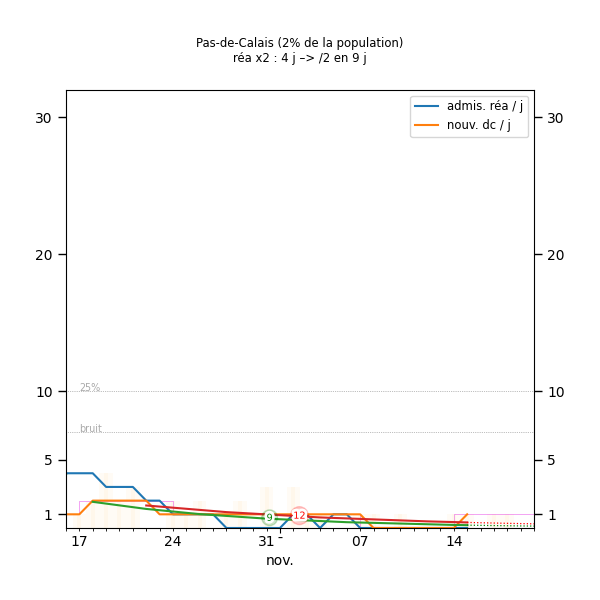 Pas-de-Calais (2% de la population)
réa x2 : 4 j –> /2 en 9 j
admis. réa / j
nouv. dc / j
30 30
20 20
25%
10 10
bruit
5 5
9 12
1 1
17 24 31 07 14
nov.